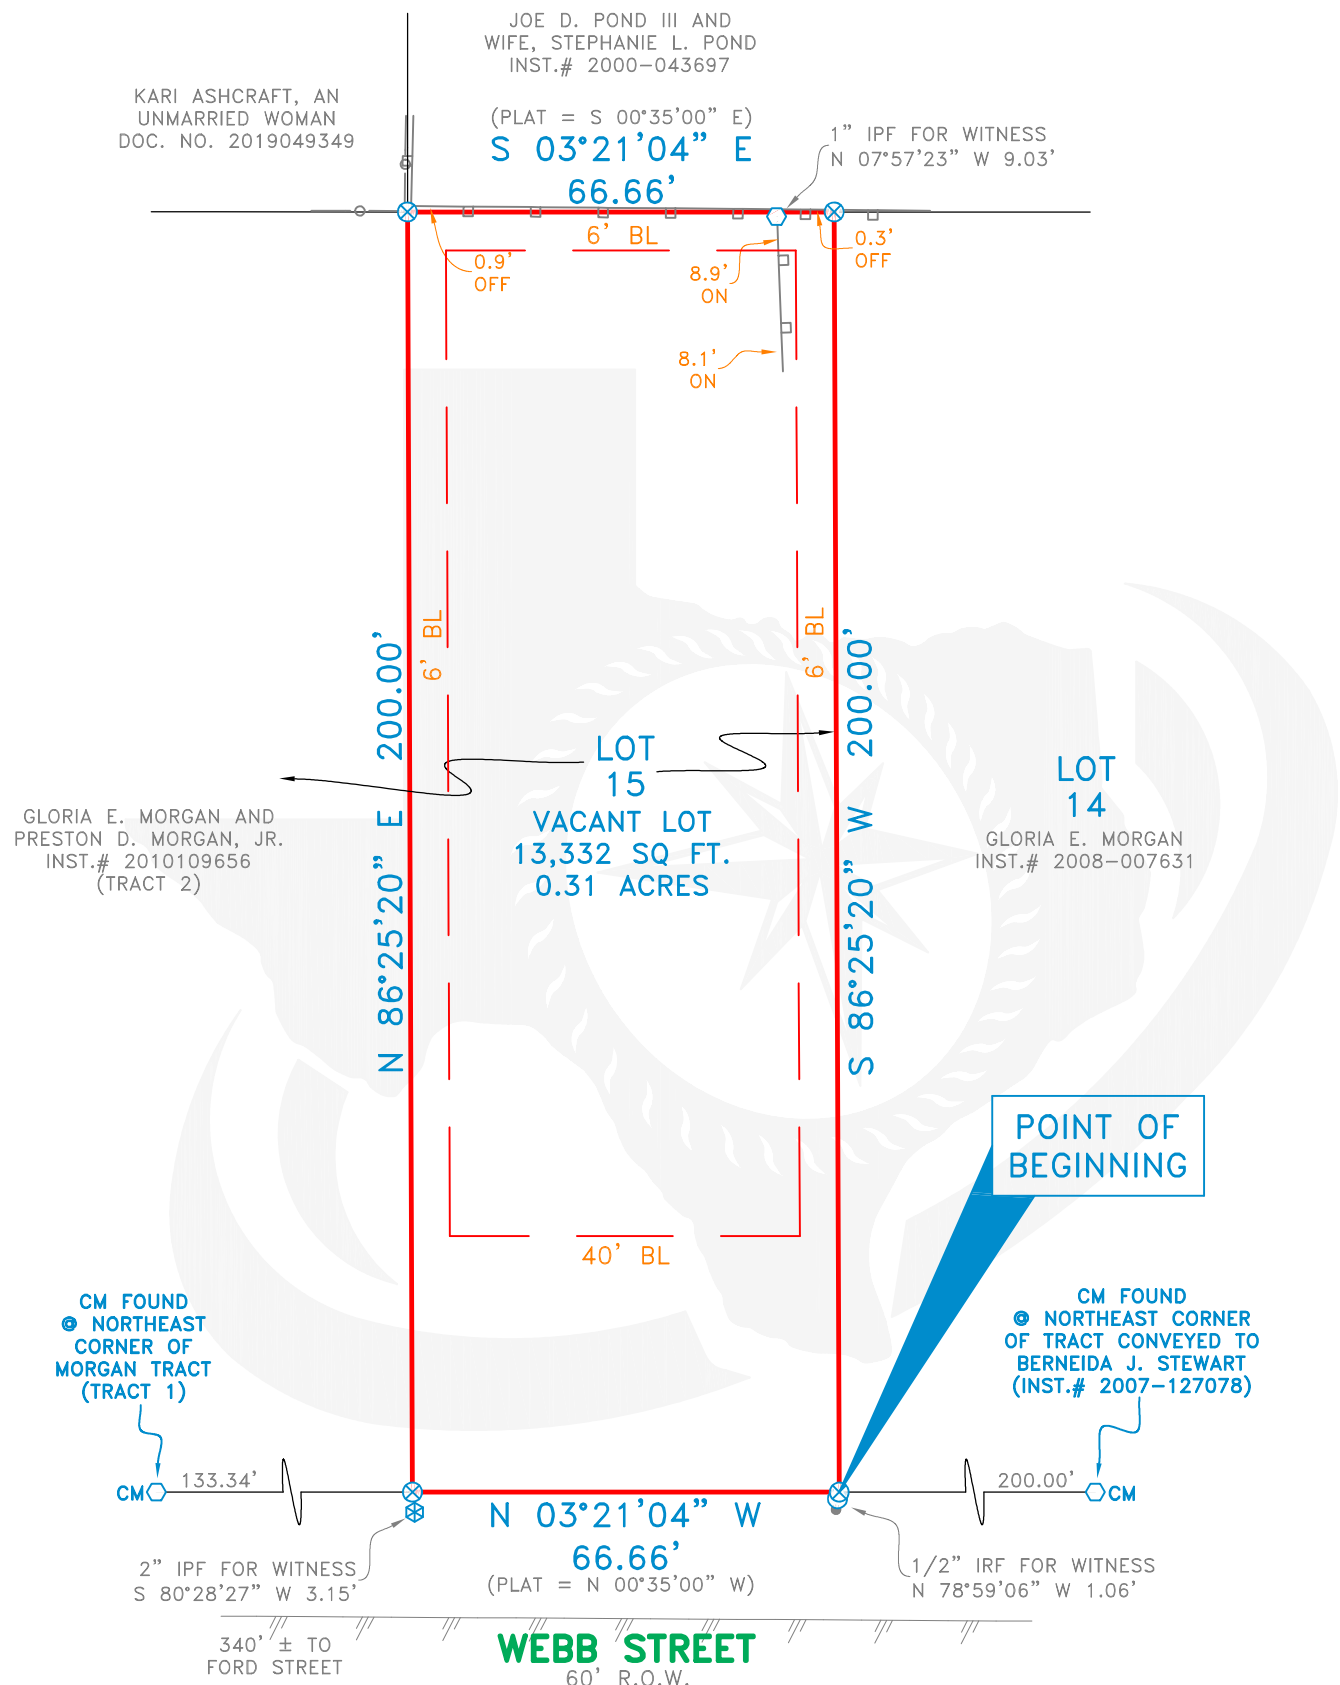 JOE D. POND III AND
WIFE, STEPHANIE L. POND
INST.# 2000-043697
KARI ASHCRAFT, AN
UNMARRIED WOMAN
DOC. NO. 2019049349
(PLAT = S 00°35'00" E)
S 03°21'04" E
66.66'
1" IPF FOR WITNESS
N 07°57'23" W 9.03'
6' BL
0.9'
OFF
8.9'
ON
0.3'
OFF
8.1'
ON
N 86°25'20" E 200.00'
6' BL
6' BL
S 86°25'20" W 200.00'
LOT
15
VACANT LOT
13,332 SQ FT.
0.31 ACRES
LOT
14
GLORIA E. MORGAN
INST.# 2008-007631
GLORIA E. MORGAN AND
PRESTON D. MORGAN, JR.
INST.# 2010109656
(TRACT 2)
POINT OF
BEGINNING
40' BL
CM FOUND
@ NORTHEAST
CORNER OF
MORGAN TRACT
(TRACT 1)
CM FOUND
@ NORTHEAST CORNER
OF TRACT CONVEYED TO
BERNEIDA J. STEWART
(INST.# 2007-127078)
CM
133.34'
200.00'
CM
N 03°21'04" W
66.66'
(PLAT = N 00°35'00" W)
2" IPF FOR WITNESS
S 80°28'27" W 3.15'
1/2" IRF FOR WITNESS
N 78°59'06" W 1.06'
340' ± TO
FORD STREET
WEBB STREET
60' R.O.W.